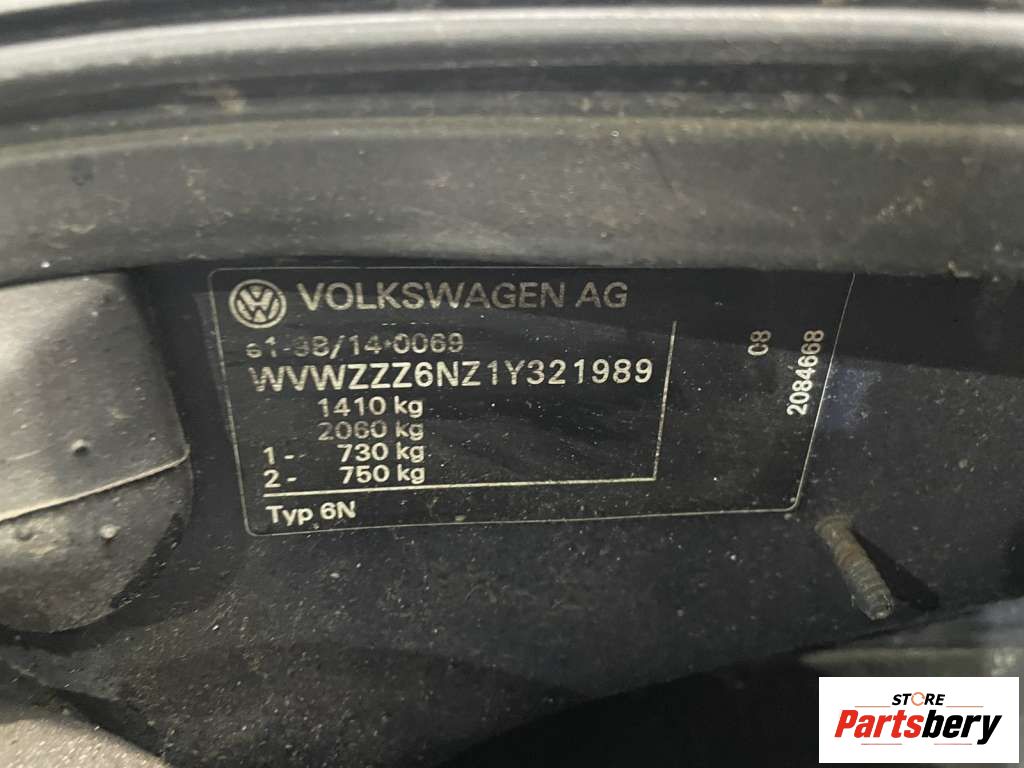 VOLKSWAGEN AG
e1-98/14*0069
WVWZZZ6NZ1Y321989
1410 kg
2060 kg
1- 730 kg
2- 750 kg
Typ 6N
08
2084668
STORE
Partsbery